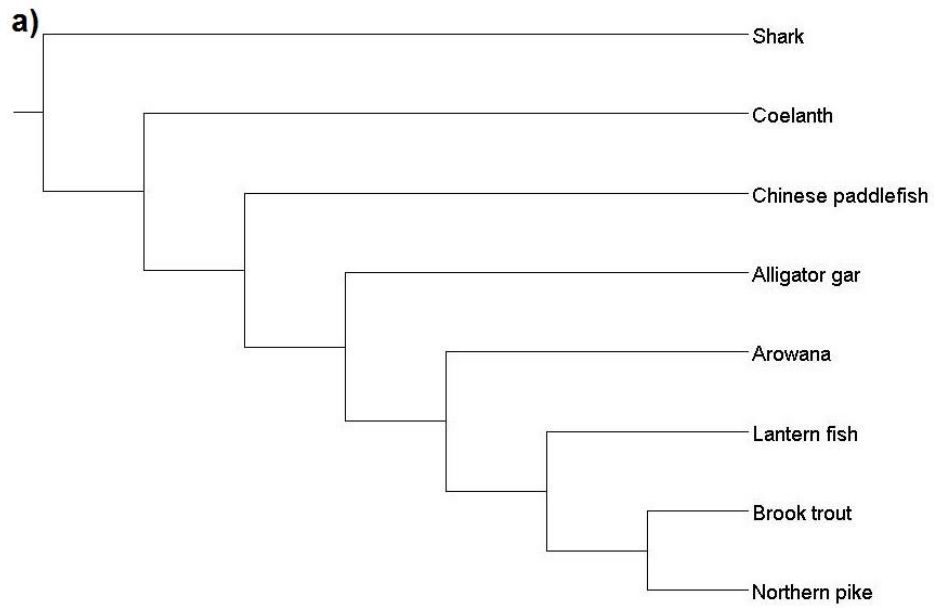 a)
Shark
Coelanth
Chinese paddlefish
Alligator gar
Arowana
Lantern fish
Brook trout
Northern pike